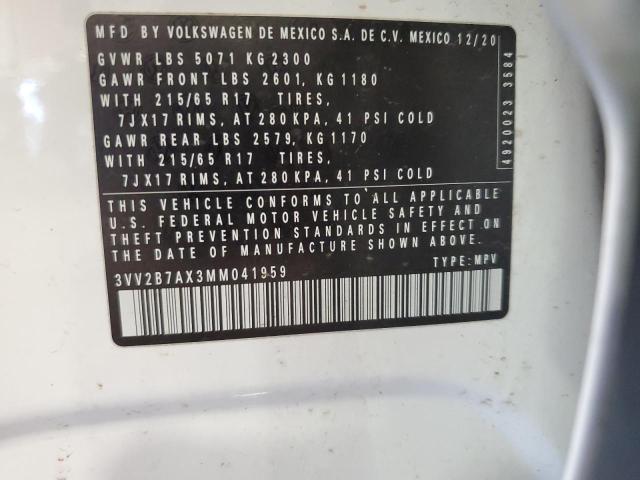 MFD BY VOLKSWAGEN DE MEXICO S.A. DE C.V. MEXICO 12/20
GVWR LBS 5071 KG 2300
GAWR FRONT LBS 2601, KG 1180
WITH 215/65 R17 TIRES,
7JX17 RIMS, AT 280 KPA, 41 PSI COLD
GAWR REAR LBS 2579, KG 1170
WITH 215/65 R17 TIRES,
7JX17 RIMS, AT 280 KPA, 41 PSI COLD
THIS VEHICLE CONFORMS TO ALL APPLICABLE
U.S. FEDERAL MOTOR VEHICLE SAFETY AND
THEFT PREVENTION STANDARDS IN EFFECT ON
THE DATE OF MANUFACTURE SHOWN ABOVE.
3VV2B7AX3MM041959 TYPE: MPV
4920023 3584